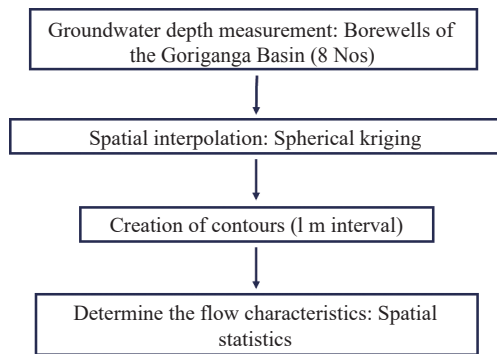 Groundwater depth measurement: Borewells of
the Goriganga Basin (8 Nos)
Spatial interpolation: Spherical kriging
Creation of contours (l m interval)
Determine the flow characteristics: Spatial
statistics